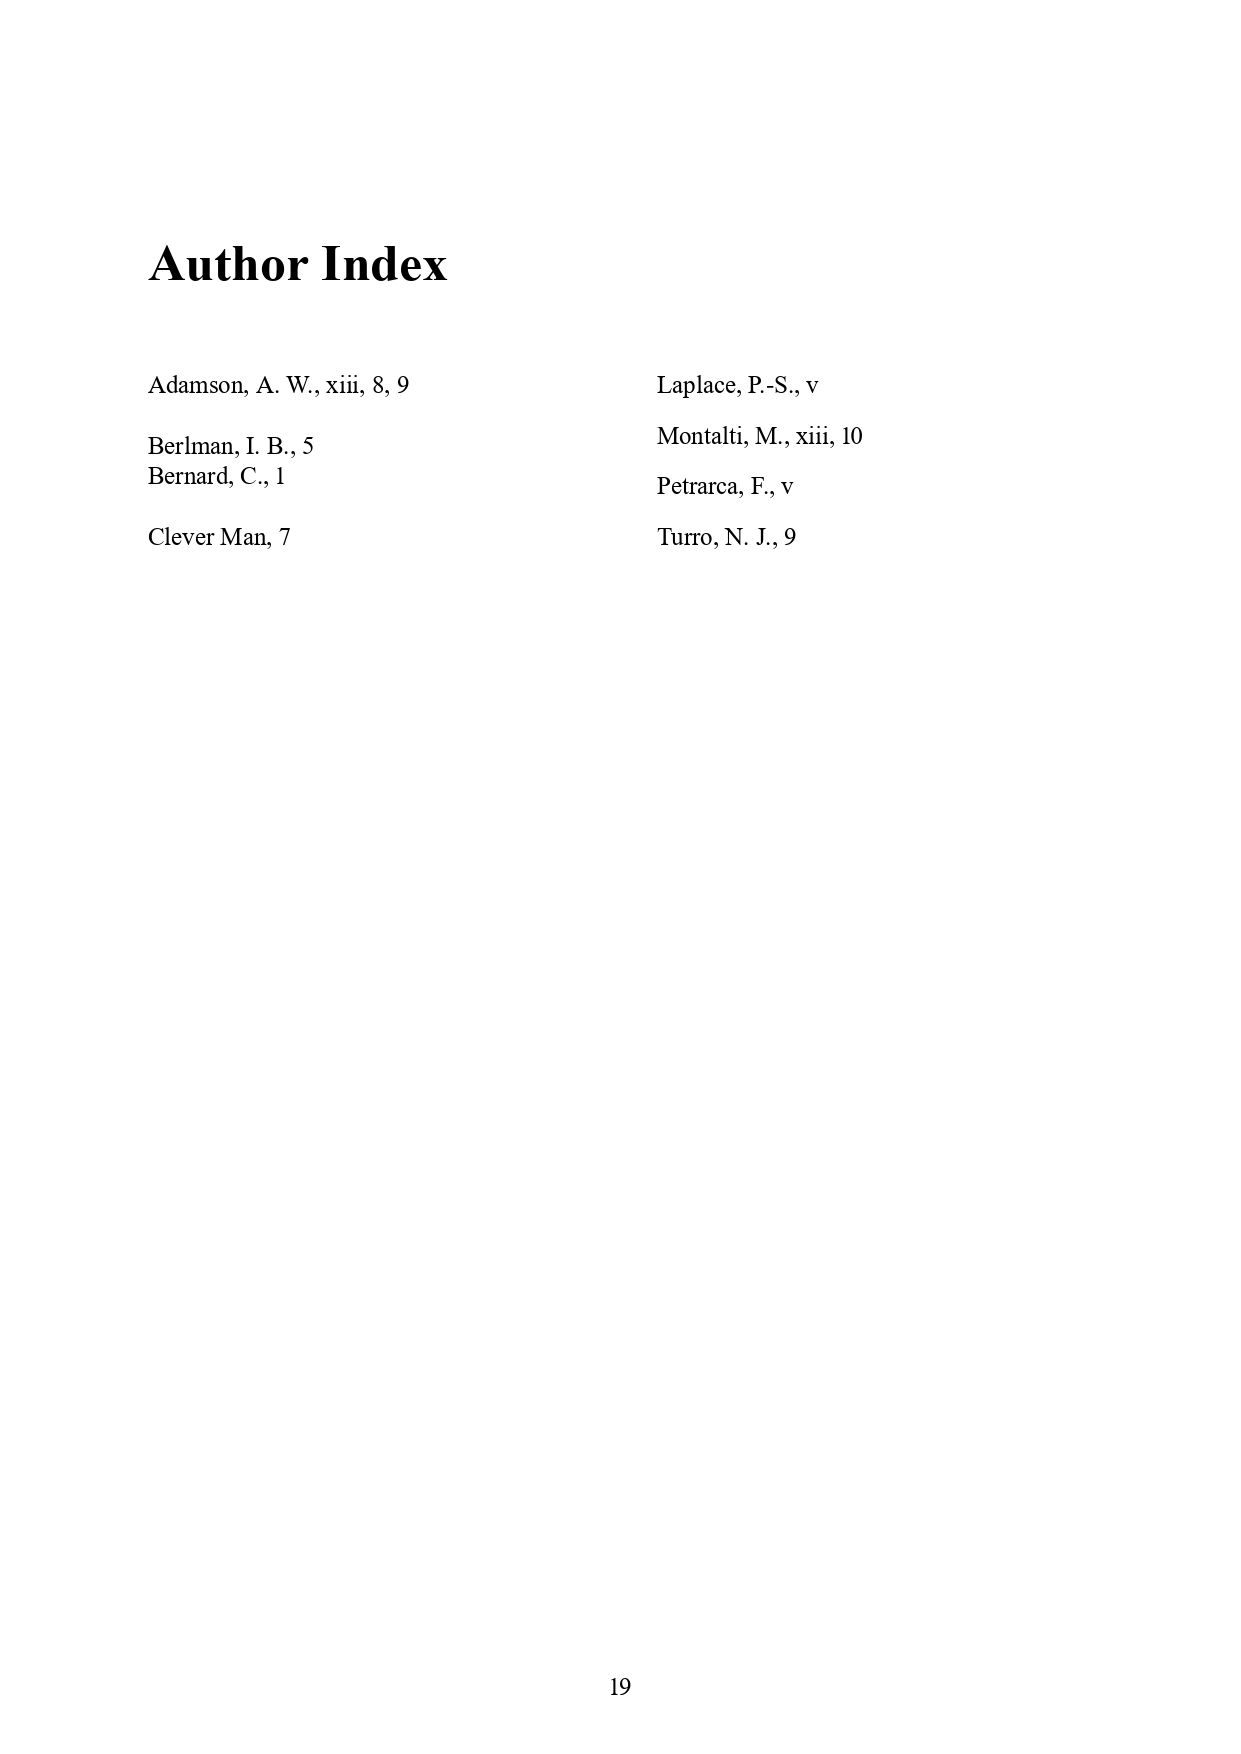 Author Index
Adamson, A. W., xiii, 8, 9
Berlman, I. B., 5
Bernard, C., 1
Clever Man, 7
Laplace, P.-S., v
Montalti, M., xiii, 10
Petrarca, F., v
Turro, N. J., 9
19